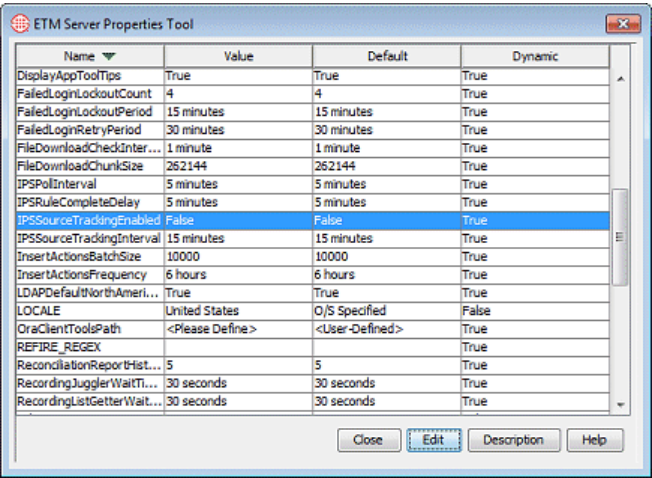 ETM Server Properties Tool
Name Value Default Dynamic
DisplayAppToolTips True True True
FailedLoginLockoutCount 4 4 True
FailedLoginLockoutPeriod 15 minutes 15 minutes True
FailedLoginRetryPeriod 30 minutes 30 minutes True
FileDownloadCheckInter... 1 minute 1 minute True
FileDownloadChunkSize 262144 262144 True
IPSPollInterval 5 minutes 5 minutes True
IPSRuleCompleteDelay 5 minutes 5 minutes True
IPSSourceTrackingEnabled False False True
IPSSourceTrackingInterval 15 minutes 15 minutes True
InsertActionsBatchSize 10000 10000 True
InsertActionsFrequency 6 hours 6 hours True
LDAPDefaultNorthAmeri... True True True
LOCALE United States O/S Specified False
OraClientToolsPath <Please Define> <User-Defined> True
REFIRE_REGEX True
ReconciliationReportHist... 5 5 True
RecordingJugglerWaitTi... 30 seconds 30 seconds True
RecordingListGetterWait... 30 seconds 30 seconds True
Close Edit Description Help